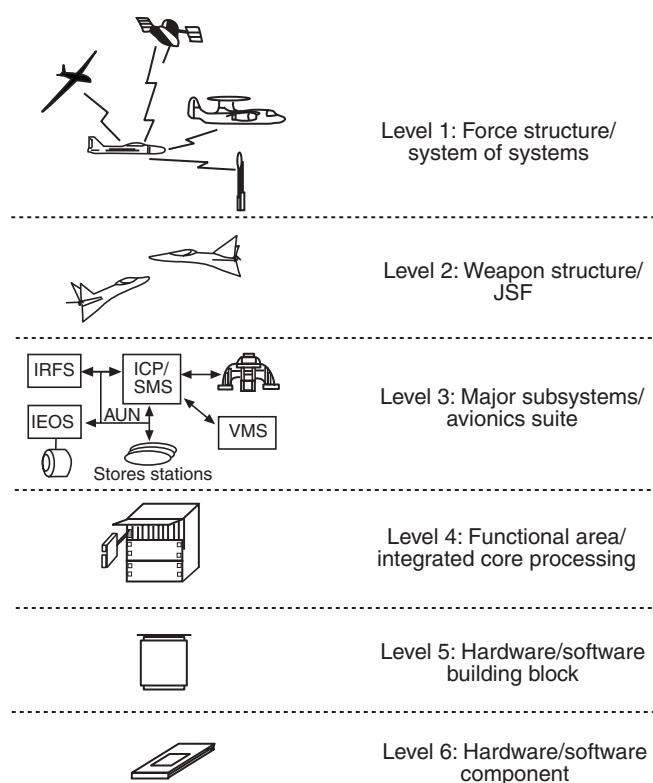 Level 1: Force structure/
system of systems
Level 2: Weapon structure/
JSF
IRFS
ICP/
SMS
IEOS
AUN
VMS
Stores stations
Level 3: Major subsystems/
avionics suite
Level 4: Functional area/
integrated core processing
Level 5: Hardware/software
building block
Level 6: Hardware/software
component